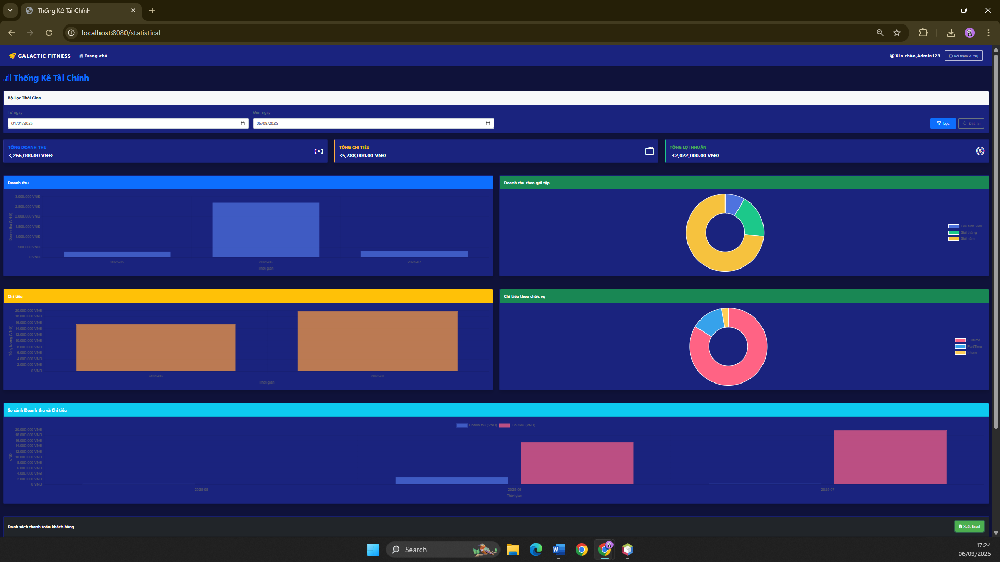 Thống Kê Tài Chính
localhost:8080/statistical
GALACTIC FITNESS Trang chủ Xin chào,Admin123 Rời trạm vũ trụ
Thống Kê Tài Chính
Bộ Lọc Thời Gian
Từ ngày Đến ngày
01/01/2025 06/09/2025 Lọc Đặt lại
TỔNG DOANH THU TỔNG CHI TIÊU TỔNG LỢI NHUẬN
3,266,000.00 VNĐ 35,288,000.00 VNĐ -32,022,000.00 VNĐ
Doanh thu
3.000.000 VNĐ
2.500.000 VNĐ
2.000.000 VNĐ
1.500.000 VNĐ
1.000.000 VNĐ
500.000 VNĐ
0 VNĐ
Doanh thu (VNĐ)
2025-05 2025-06 2025-07
Thời gian
Doanh thu theo gói tập
Gói sinh viên
Gói tháng
Gói năm
Chi tiêu
20.000.000 VNĐ
18.000.000 VNĐ
16.000.000 VNĐ
14.000.000 VNĐ
12.000.000 VNĐ
10.000.000 VNĐ
8.000.000 VNĐ
6.000.000 VNĐ
4.000.000 VNĐ
2.000.000 VNĐ
0 VNĐ
Tổng lương (VNĐ)
2025-06 2025-07
Thời gian
Chi tiêu theo chức vụ
Fulltime
PartTime
Intern
So sánh Doanh thu và Chi tiêu
Doanh thu (VNĐ) Chi tiêu (VNĐ)
20.000.000 VNĐ
18.000.000 VNĐ
16.000.000 VNĐ
14.000.000 VNĐ
12.000.000 VNĐ
10.000.000 VNĐ
8.000.000 VNĐ
6.000.000 VNĐ
4.000.000 VNĐ
2.000.000 VNĐ
0 VNĐ
VNĐ
2025-05 2025-06 2025-07
Thời gian
Danh sách thanh toán khách hàng Xuất Excel
Search
17:24
06/09/2025